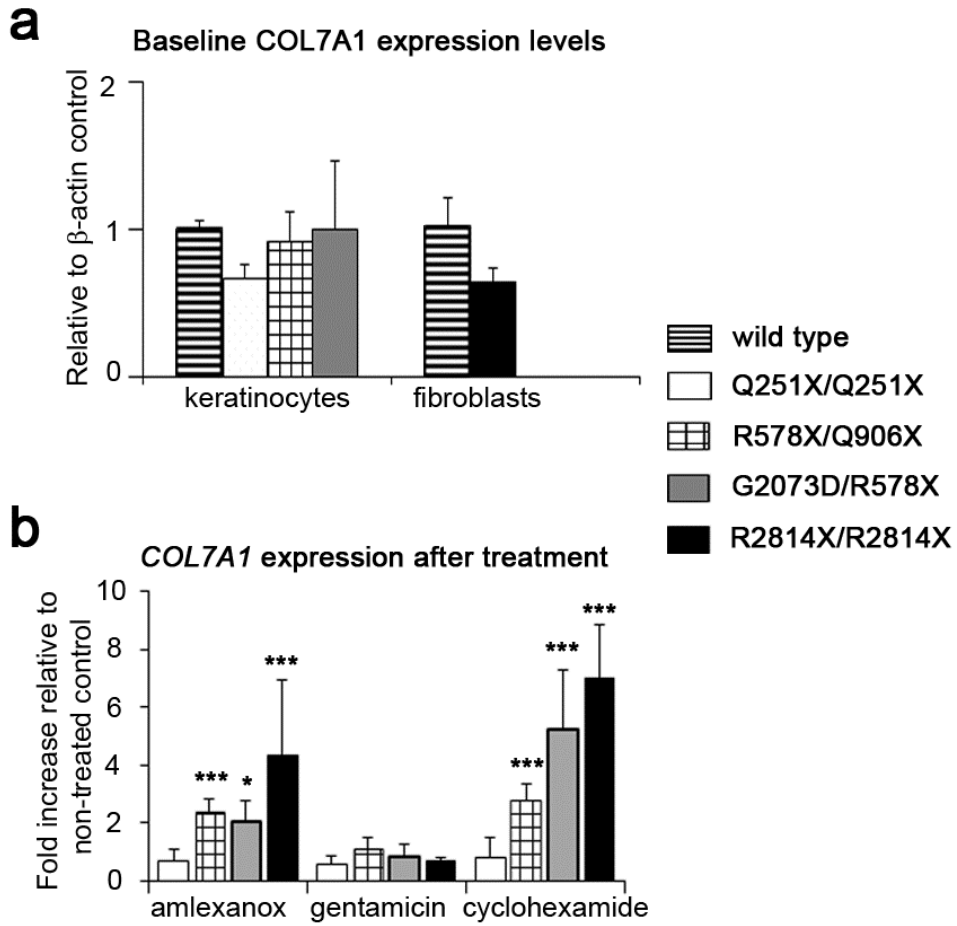 a
Baseline COL7A1 expression levels
Relative to β-actin control
2
1
0
keratinocytes
fibroblasts
wild type
Q251X/Q251X
R578X/Q906X
G2073D/R578X
R2814X/R2814X
b
COL7A1 expression after treatment
Fold increase relative to
non-treated control
10
8
6
4
2
0
***
*
***
***
***
***
amlexanox
gentamicin
cyclohexamide